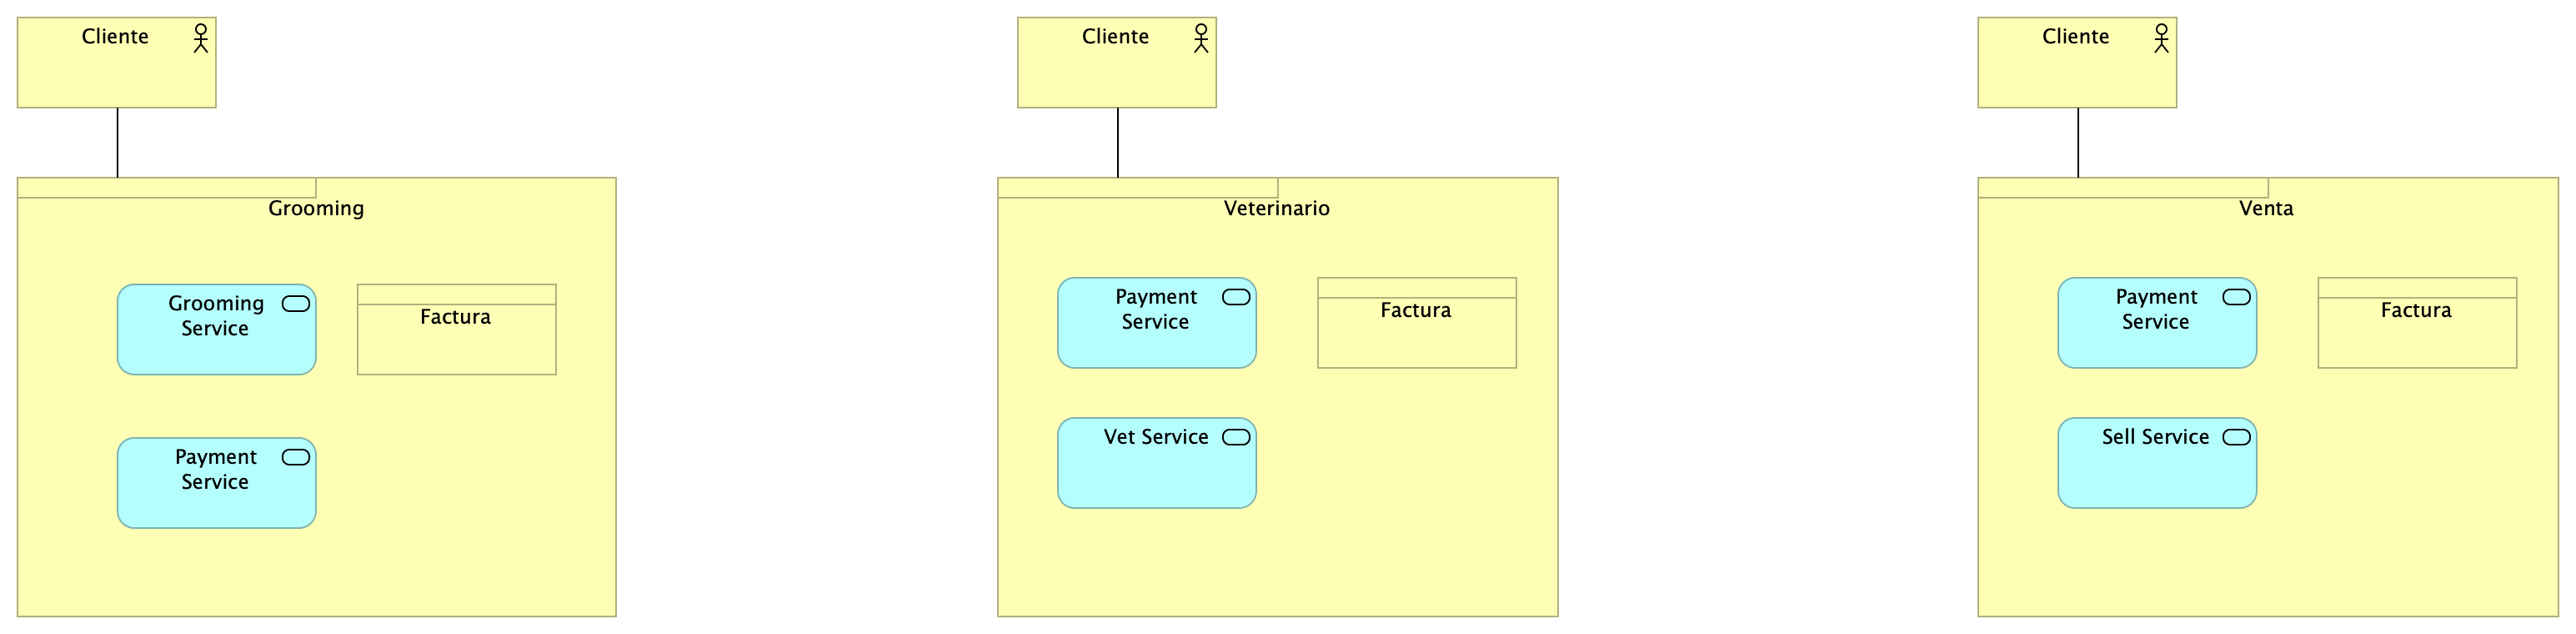 Cliente
Grooming
Grooming
Service
Factura
Payment
Service
Cliente
Veterinario
Payment
Service
Factura
Vet Service
Cliente
Venta
Payment
Service
Factura
Sell Service